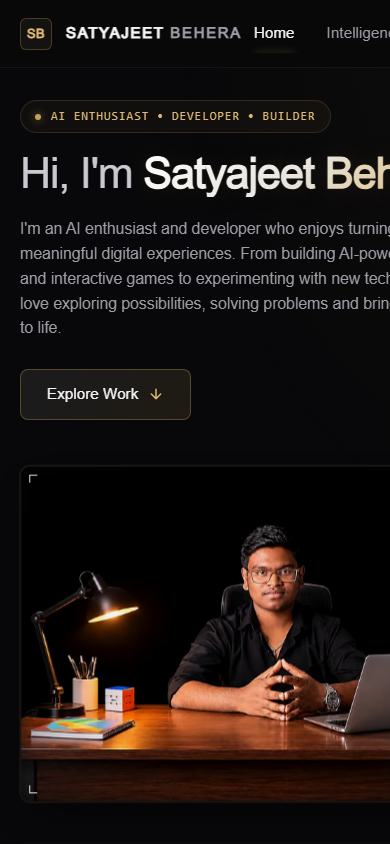 SB SATYAJEET BEHERA Home
AI ENTHUSIAST • DEVELOPER • BUILDER
Hi, I'm Satyajeet Beh
I'm an AI enthusiast and developer who enjoys turning
meaningful digital experiences. From building AI-pow
and interactive games to experimenting with new tech
love exploring possibilities, solving problems and brin
to life.
Explore Work ↓